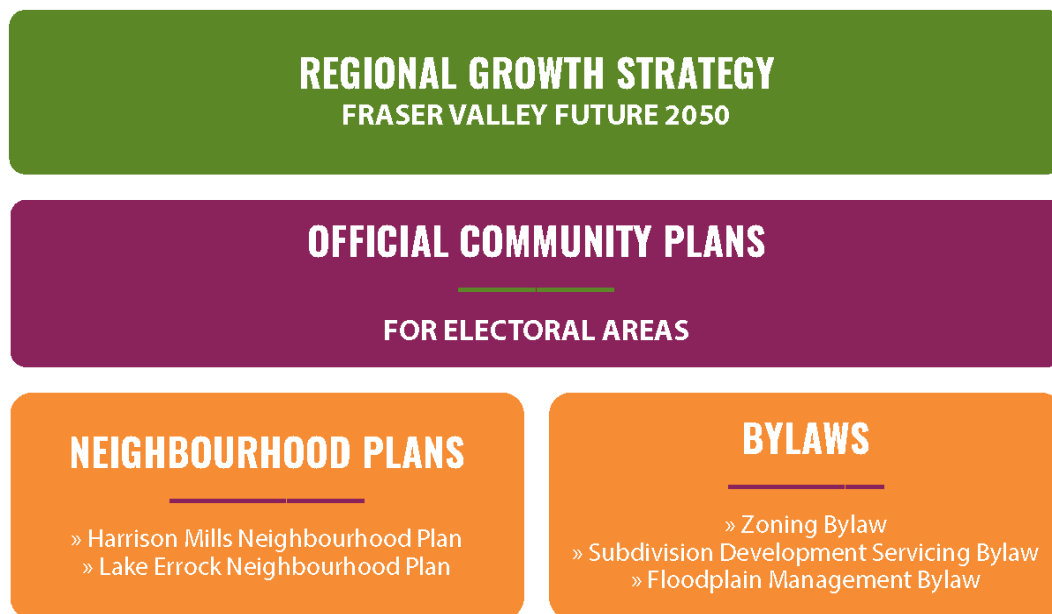 REGIONAL GROWTH STRATEGY
FRASER VALLEY FUTURE 2050
OFFICIAL COMMUNITY PLANS
FOR ELECTORAL AREAS
NEIGHBOURHOOD PLANS
» Harrison Mills Neighbourhood Plan
» Lake Errock Neighbourhood Plan
BYLAWS
» Zoning Bylaw
» Subdivision Development Servicing Bylaw
» Floodplain Management Bylaw